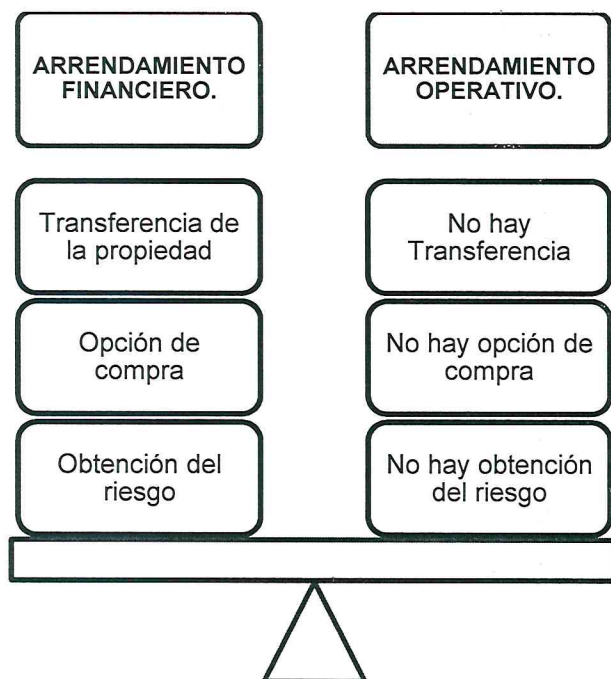 ARRENDAMIENTO
FINANCIERO.
ARRENDAMIENTO
OPERATIVO.
Transferencia de
la propiedad
No hay
Transferencia
Opción de
compra
No hay opción de
compra
Obtención del
riesgo
No hay obtención
del riesgo